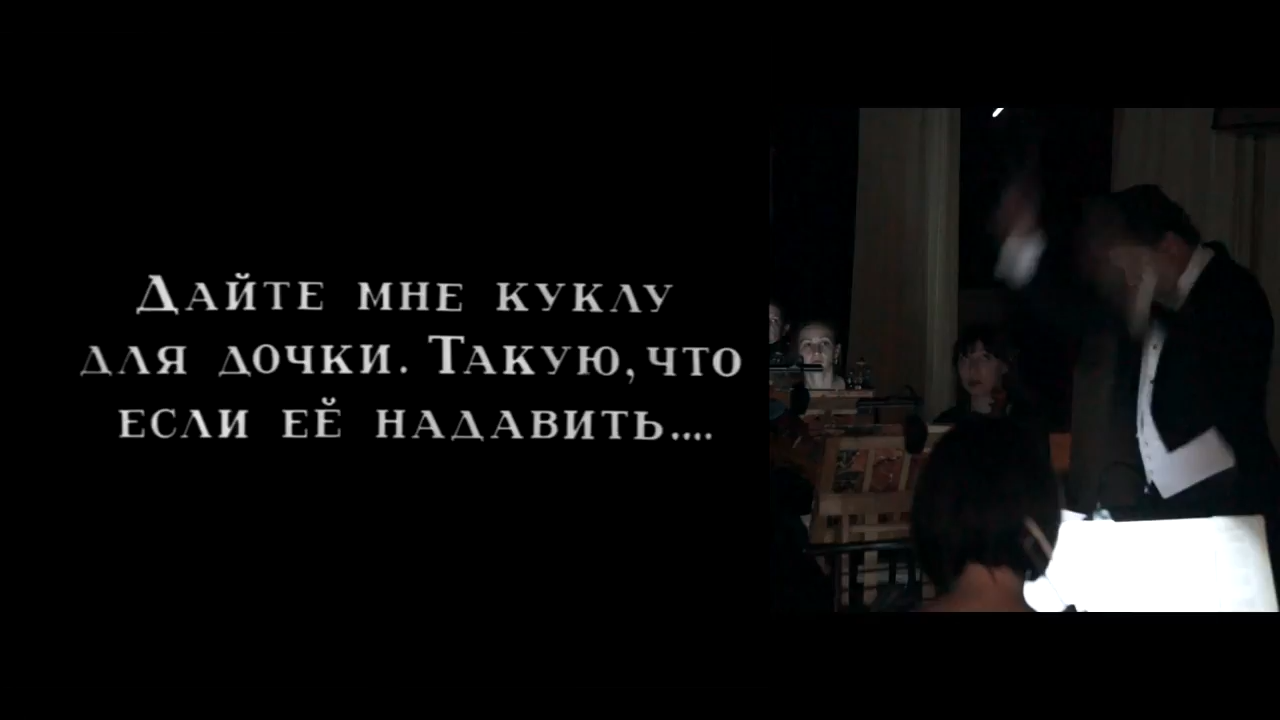 Дайте мне куклу
для дочки. Такую, что
если её надавить....